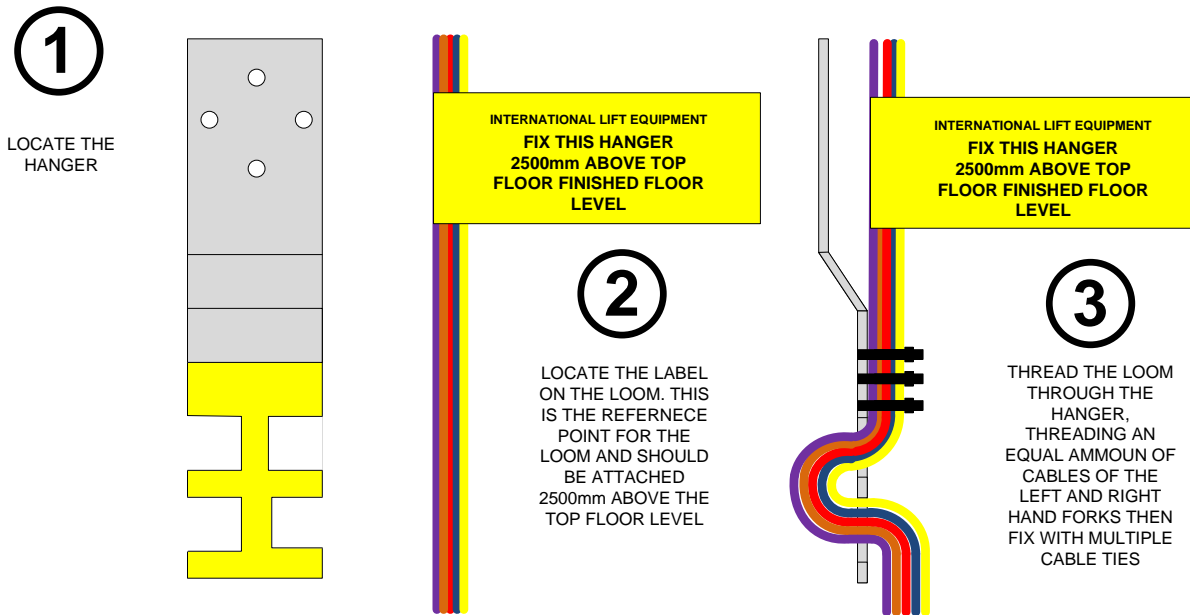 1
LOCATE THE
HANGER
INTERNATIONAL LIFT EQUIPMENT
FIX THIS HANGER
2500mm ABOVE TOP
FLOOR FINISHED FLOOR
LEVEL
2
LOCATE THE LABEL
ON THE LOOM. THIS
IS THE REFERNECE
POINT FOR THE
LOOM AND SHOULD
BE ATTACHED
2500mm ABOVE THE
TOP FLOOR LEVEL
INTERNATIONAL LIFT EQUIPMENT
FIX THIS HANGER
2500mm ABOVE TOP
FLOOR FINISHED FLOOR
LEVEL
3
THREAD THE LOOM
THROUGH THE
HANGER,
THREADING AN
EQUAL AMMOUN OF
CABLES OF THE
LEFT AND RIGHT
HAND FORKS THEN
FIX WITH MULTIPLE
CABLE TIES